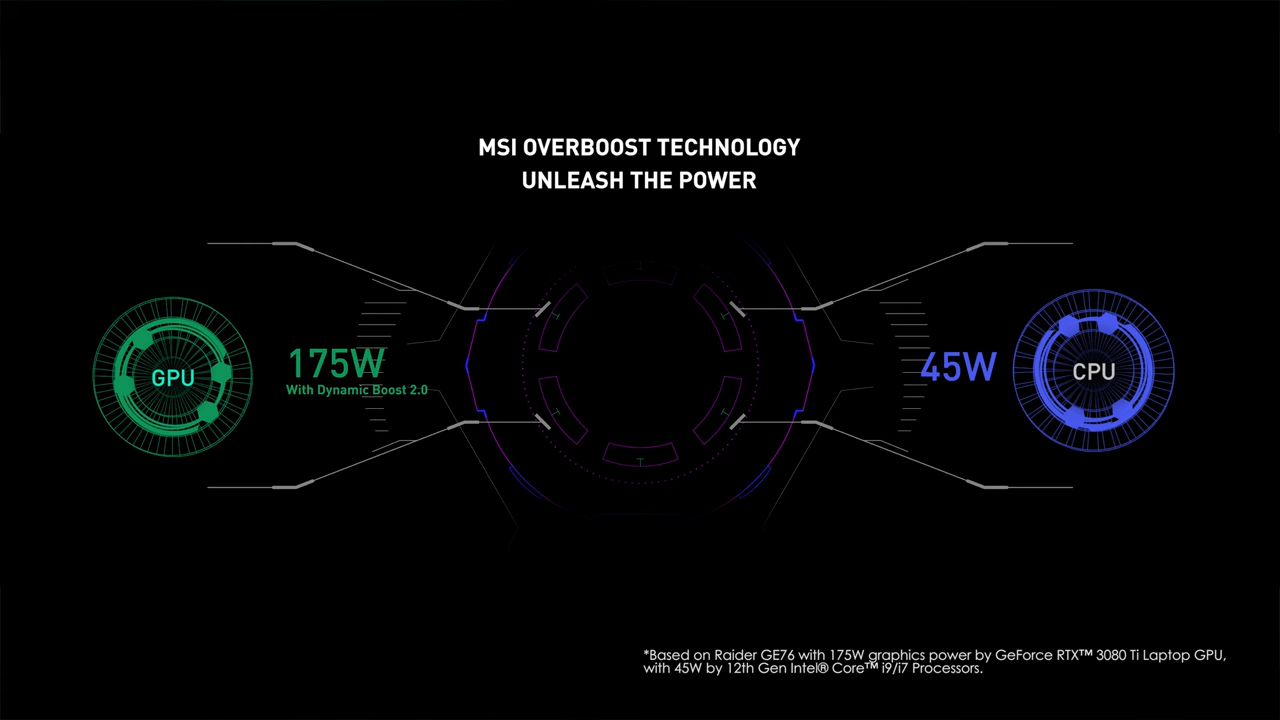 MSI OVERBOOST TECHNOLOGY
UNLEASH THE POWER
GPU
175W
With Dynamic Boost 2.0
45W
CPU
*Based on Raider GE76 with 175W graphics power by GeForce RTX™ 3080 Ti Laptop GPU,
with 45W by 12th Gen Intel® Core™ i9/i7 Processors.